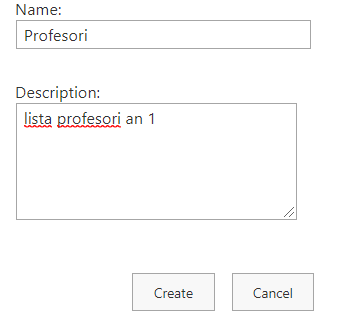 Name:
Profesori
Description:
lista profesori an 1
Create
Cancel